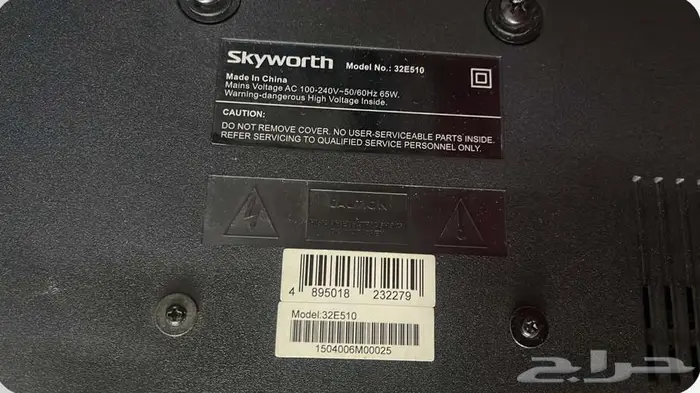 Skyworth Model No.: 32E510
Made in China
Mains Voltage AC 100-240V~50/60Hz 65W.
Warning-dangerous High Voltage Inside.
CAUTION:
DO NOT REMOVE COVER. NO USER-SERVICEABLE PARTS INSIDE.
REFER SERVICING TO QUALIFIED SERVICE PERSONNEL ONLY.
CAUTION
4 895018 232279
Model:32E510
1504006M00025
حراج